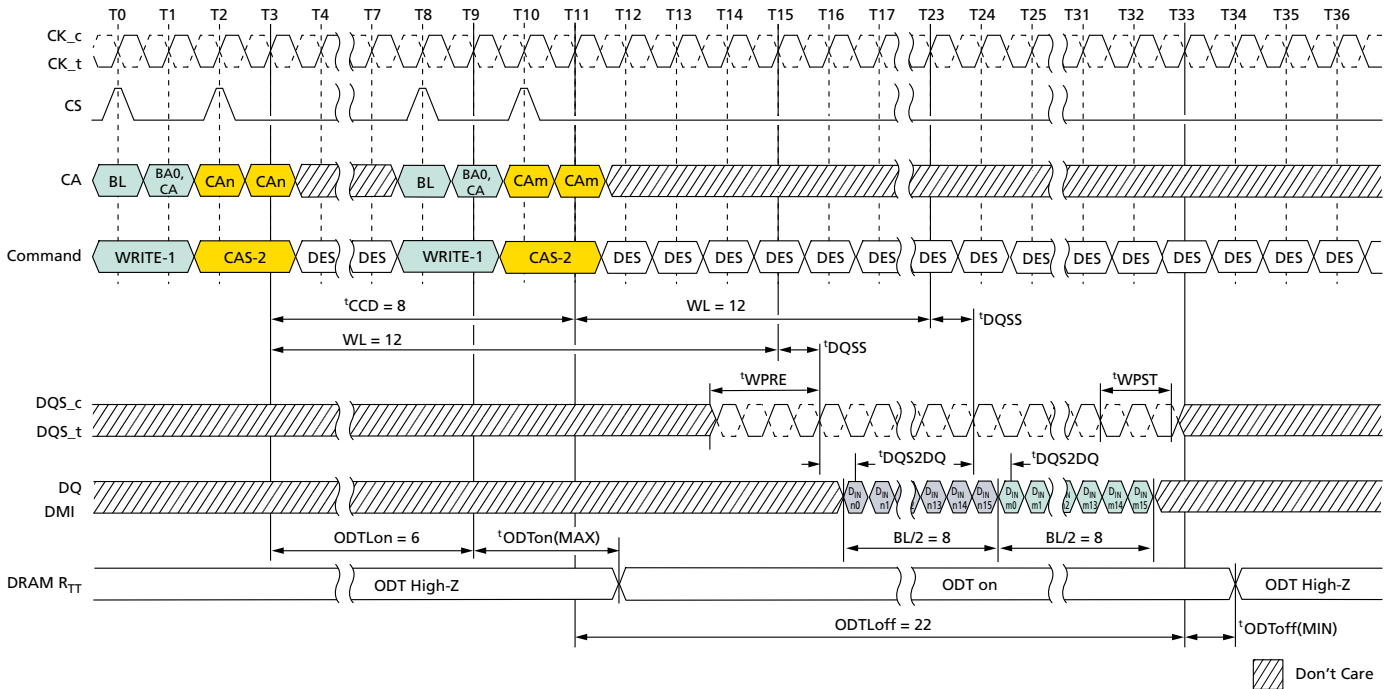 T0 T1 T2 T3 T4 T7 T8 T9 T10 T11 T12 T13 T14 T15 T16 T17 T23 T24 T25 T31 T32 T33 T34 T35 T36
CK_c
CK_t
CS
CA BL BA0, CA CAn CAn BL BA0, CA CAm CAm
Command WRITE-1 CAS-2 DES DES WRITE-1 CAS-2 DES DES DES DES DES DES DES DES DES DES DES DES DES DES DES
tCCD = 8 WL = 12
tDQSS
WL = 12 tDQSS
tWPRE tWPST
DQS_c
DQS_t
tDQS2DQ tDQS2DQ
DQ
DMI
DIN n0 DIN n1 DIN n13 DIN n14 DIN n15 DIN m0 DIN m1 DIN m13 DIN m14 DIN m15
ODTLon = 6 tODTon(MAX) BL/2 = 8 BL/2 = 8
DRAM RTT ODT High-Z ODT on ODT High-Z
ODTLoff = 22 tODToff(MIN)
Don't Care